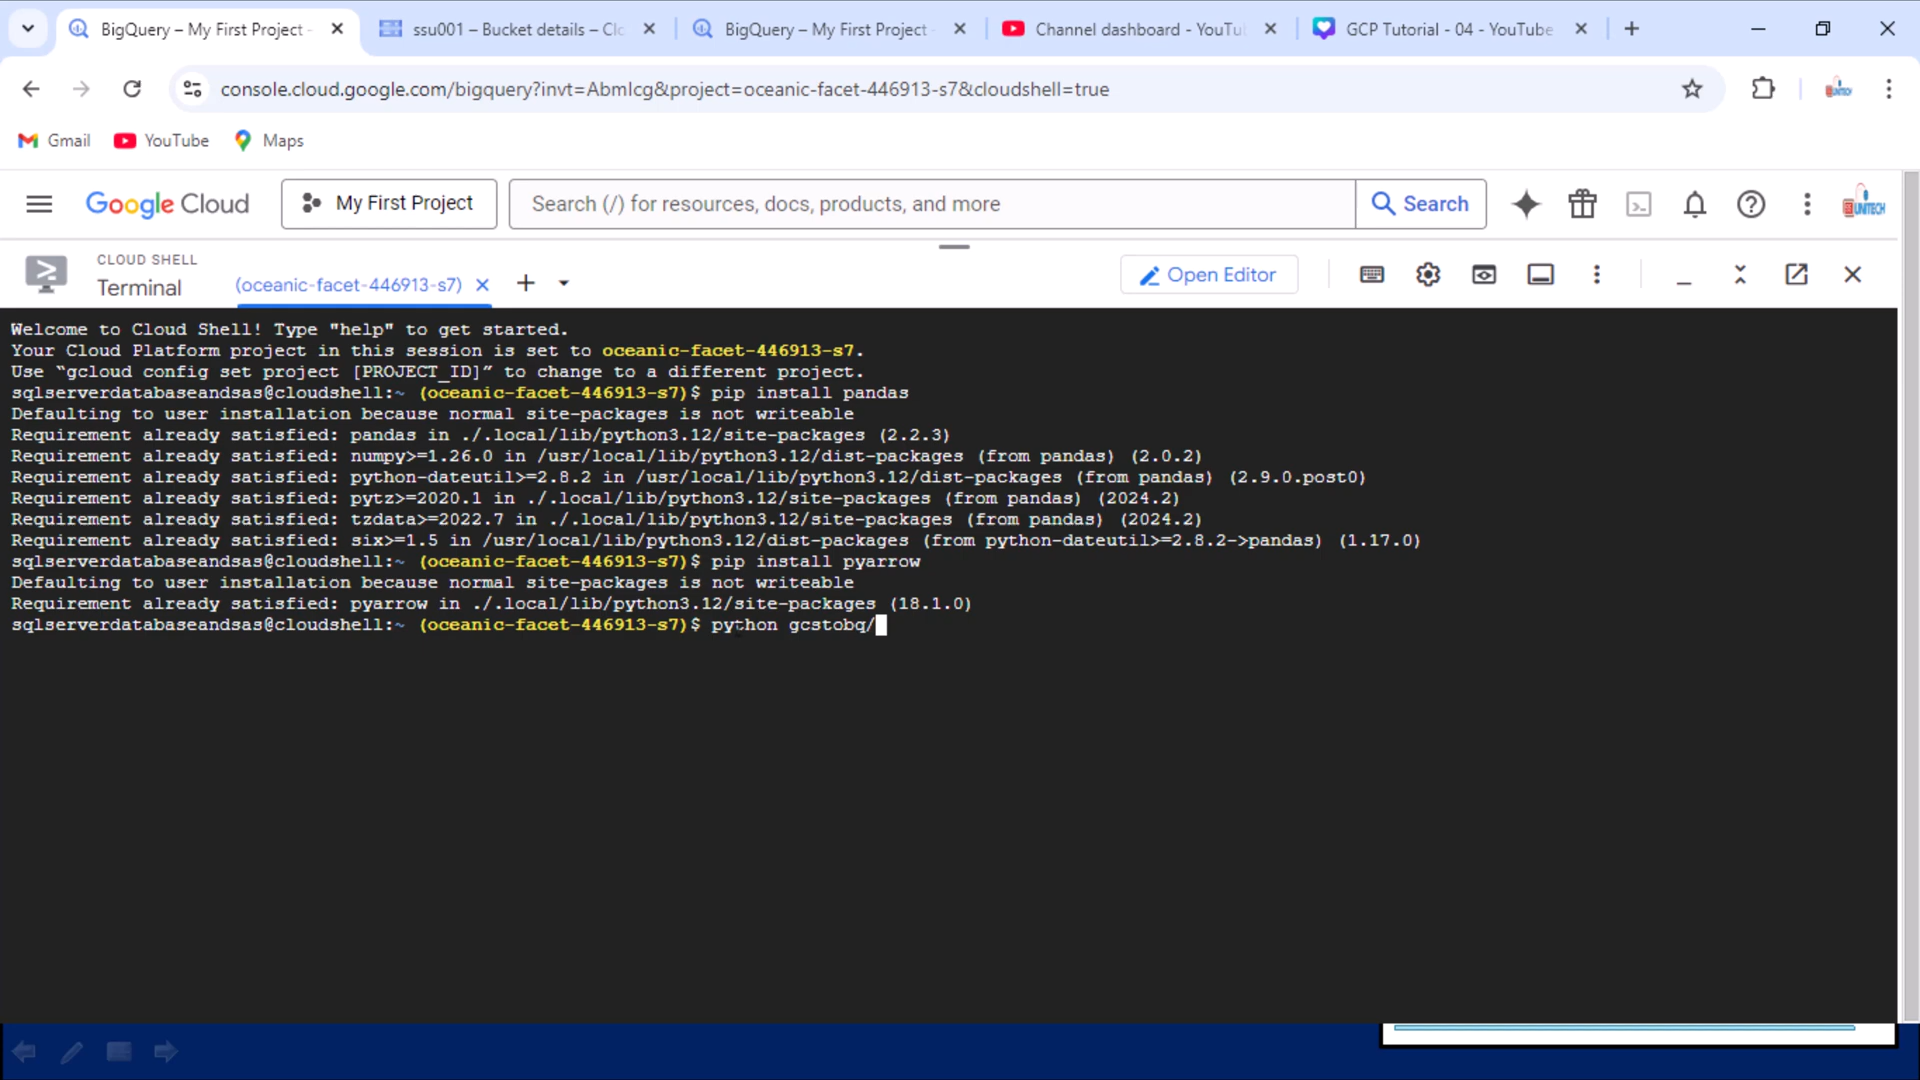 BigQuery – My First Project -
ssu001 – Bucket details – Clo
BigQuery – My First Project -
Channel dashboard - YouTu
GCP Tutorial - 04 - YouTube
console.cloud.google.com/bigquery?invt=Abmlcg&project=oceanic-facet-446913-s7&cloudshell=true
Gmail
YouTube
Maps
Google Cloud
My First Project
Search (/) for resources, docs, products, and more
Search
UNITECH
CLOUD SHELL
Terminal
(oceanic-facet-446913-s7)
Open Editor
Welcome to Cloud Shell! Type "help" to get started.
Your Cloud Platform project in this session is set to oceanic-facet-446913-s7.
Use “gcloud config set project [PROJECT_ID]” to change to a different project.
sqlserverdatabaseandsas@cloudshell:~ (oceanic-facet-446913-s7)$ pip install pandas
Defaulting to user installation because normal site-packages is not writeable
Requirement already satisfied: pandas in ./.local/lib/python3.12/site-packages (2.2.3)
Requirement already satisfied: numpy>=1.26.0 in /usr/local/lib/python3.12/dist-packages (from pandas) (2.0.2)
Requirement already satisfied: python-dateutil>=2.8.2 in /usr/local/lib/python3.12/dist-packages (from pandas) (2.9.0.post0)
Requirement already satisfied: pytz>=2020.1 in ./.local/lib/python3.12/site-packages (from pandas) (2024.2)
Requirement already satisfied: tzdata>=2022.7 in ./.local/lib/python3.12/site-packages (from pandas) (2024.2)
Requirement already satisfied: six>=1.5 in /usr/local/lib/python3.12/dist-packages (from python-dateutil>=2.8.2->pandas) (1.17.0)
sqlserverdatabaseandsas@cloudshell:~ (oceanic-facet-446913-s7)$ pip install pyarrow
Defaulting to user installation because normal site-packages is not writeable
Requirement already satisfied: pyarrow in ./.local/lib/python3.12/site-packages (18.1.0)
sqlserverdatabaseandsas@cloudshell:~ (oceanic-facet-446913-s7)$ python gcstobq/